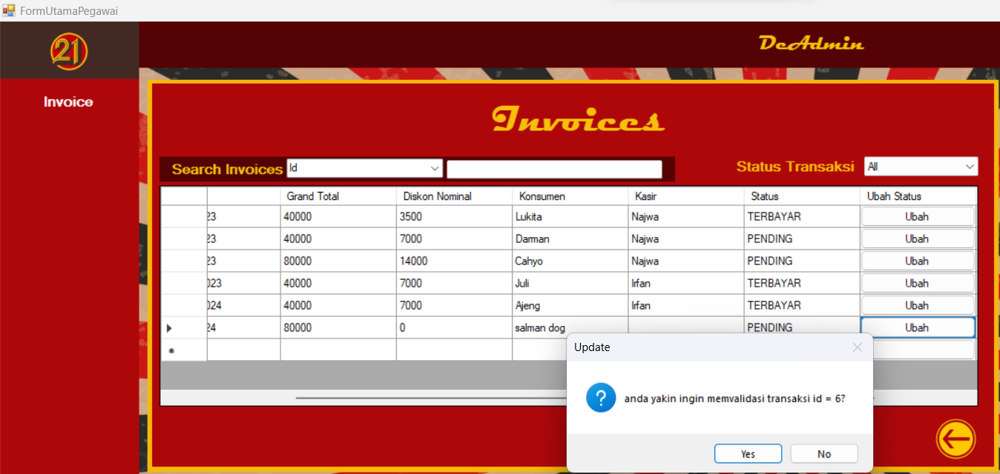 FormUtamaPegawai
21
DeAdmin
Invoice
Invoices
Search Invoices Id
Status Transaksi All
Grand Total Diskon Nominal Konsumen Kasir Status Ubah Status
23 40000 3500 Lukita Najwa TERBAYAR Ubah
23 40000 7000 Darman Najwa PENDING Ubah
23 80000 14000 Cahyo Najwa PENDING Ubah
023 40000 7000 Juli Irfan TERBAYAR Ubah
024 40000 7000 Ajeng Irfan TERBAYAR Ubah
24 80000 0 salman dog PENDING Ubah
Update
anda yakin ingin memvalidasi transaksi id = 6?
Yes No